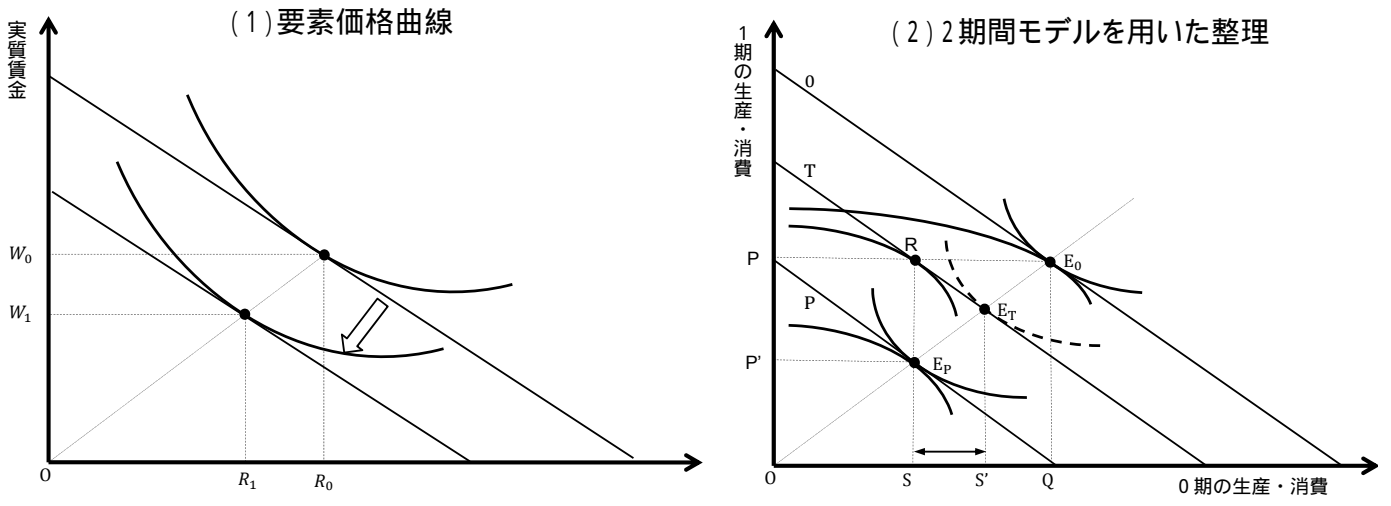 (1)要素価格曲線
実質賃金
W₀
W₁
O
R₁
R₀
(2)2期間モデルを用いた整理
1期の生産・消費
0
T
R
P
E₀
P
E_T
P’
E_P
O
S
S’
Q
0期の生産・消費